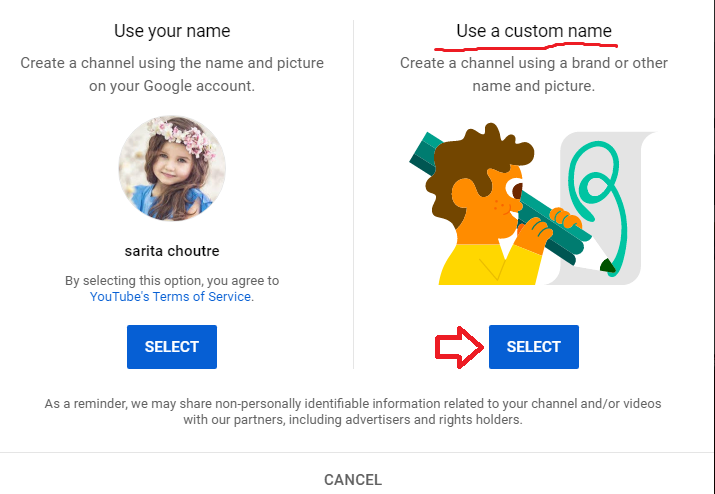 Use your name
Create a channel using the name and picture
on your Google account.
sarita choutre
By selecting this option, you agree to
YouTube's Terms of Service.
SELECT
Use a custom name
Create a channel using a brand or other
name and picture.
SELECT
As a reminder, we may share non-personally identifiable information related to your channel and/or videos
with our partners, including advertisers and rights holders.
CANCEL